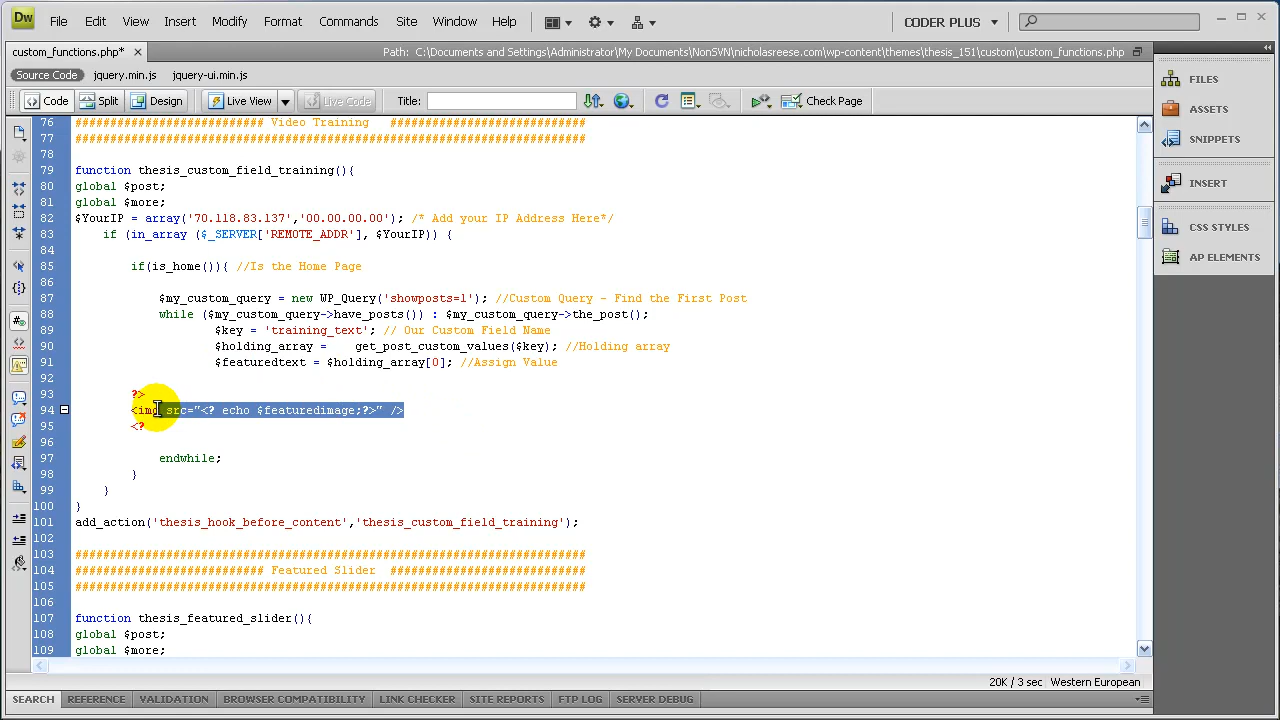 Dw File Edit View Insert Modify Format Commands Site Window Help CODER PLUS
custom_functions.php* Path: C:\Documents and Settings\Administrator\My Documents\NonSVN\nicholasreese.com\wp-content\themes\thesis_151\custom\custom_functions.php
Source Code jquery.min.js jquery-ui.min.js
Code Split Design Live View Live Code Title: Check Page
FILES
ASSETS
SNIPPETS
INSERT
CSS STYLES
AP ELEMENTS
76 ########################## Video Training ############################
77 #########################################################################
78
79 function thesis_custom_field_training(){
80 global $post;
81 global $more;
82 $YourIP = array('70.118.83.137','00.00.00.00'); /* Add your IP Address Here*/
83 if (in_array ($_SERVER['REMOTE_ADDR'], $YourIP)) {
84
85 if(is_home()){ //Is the Home Page
86
87 $my_custom_query = new WP_Query('showposts=1'); //Custom Query - Find the First Post
88 while ($my_custom_query->have_posts()) : $my_custom_query->the_post();
89 $key = 'training_text'; // Our Custom Field Name
90 $holding_array = get_post_custom_values($key); //Holding array
91 $featuredtext = $holding_array[0]; //Assign Value
92
93 ?>
94 <img src="<? echo $featuredimage;?>" />
95 <?
96
97 endwhile;
98 }
99 }
100 }
101 add_action('thesis_hook_before_content','thesis_custom_field_training');
102
103 #########################################################################
104 ########################## Featured Slider ############################
105 #########################################################################
106
107 function thesis_featured_slider(){
108 global $post;
109 global $more;
20K / 3 sec Western European
SEARCH REFERENCE VALIDATION BROWSER COMPATIBILITY LINK CHECKER SITE REPORTS FTP LOG SERVER DEBUG